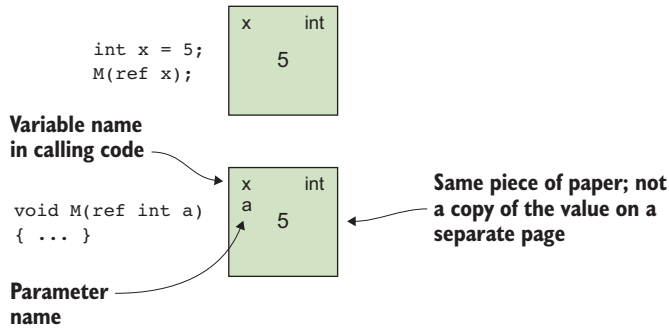 x int
int x = 5;
5
M(ref x);
Variable name
in calling code
x int
a
void M(ref int a)
5
{ ... }
Same piece of paper; not
a copy of the value on a
separate page
Parameter
name